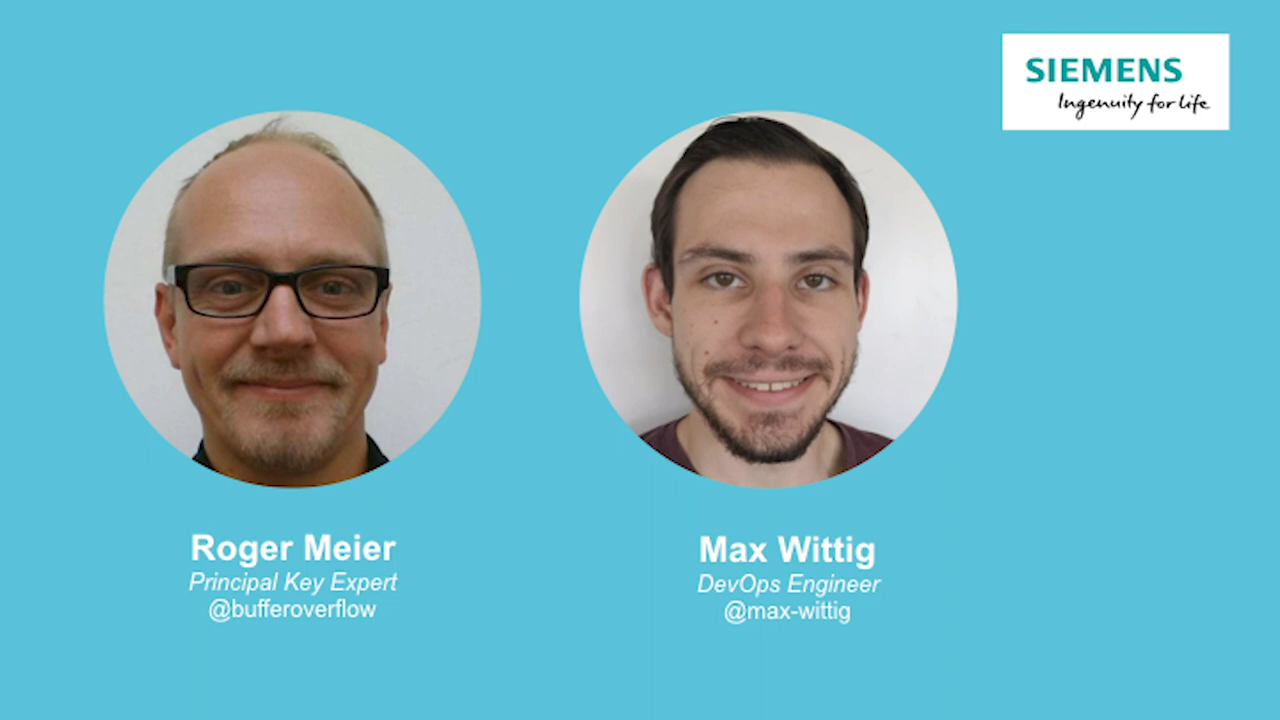 SIEMENS
Ingenuity for life
Roger Meier
Principal Key Expert
@bufferoverflow
Max Wittig
DevOps Engineer
@max-wittig